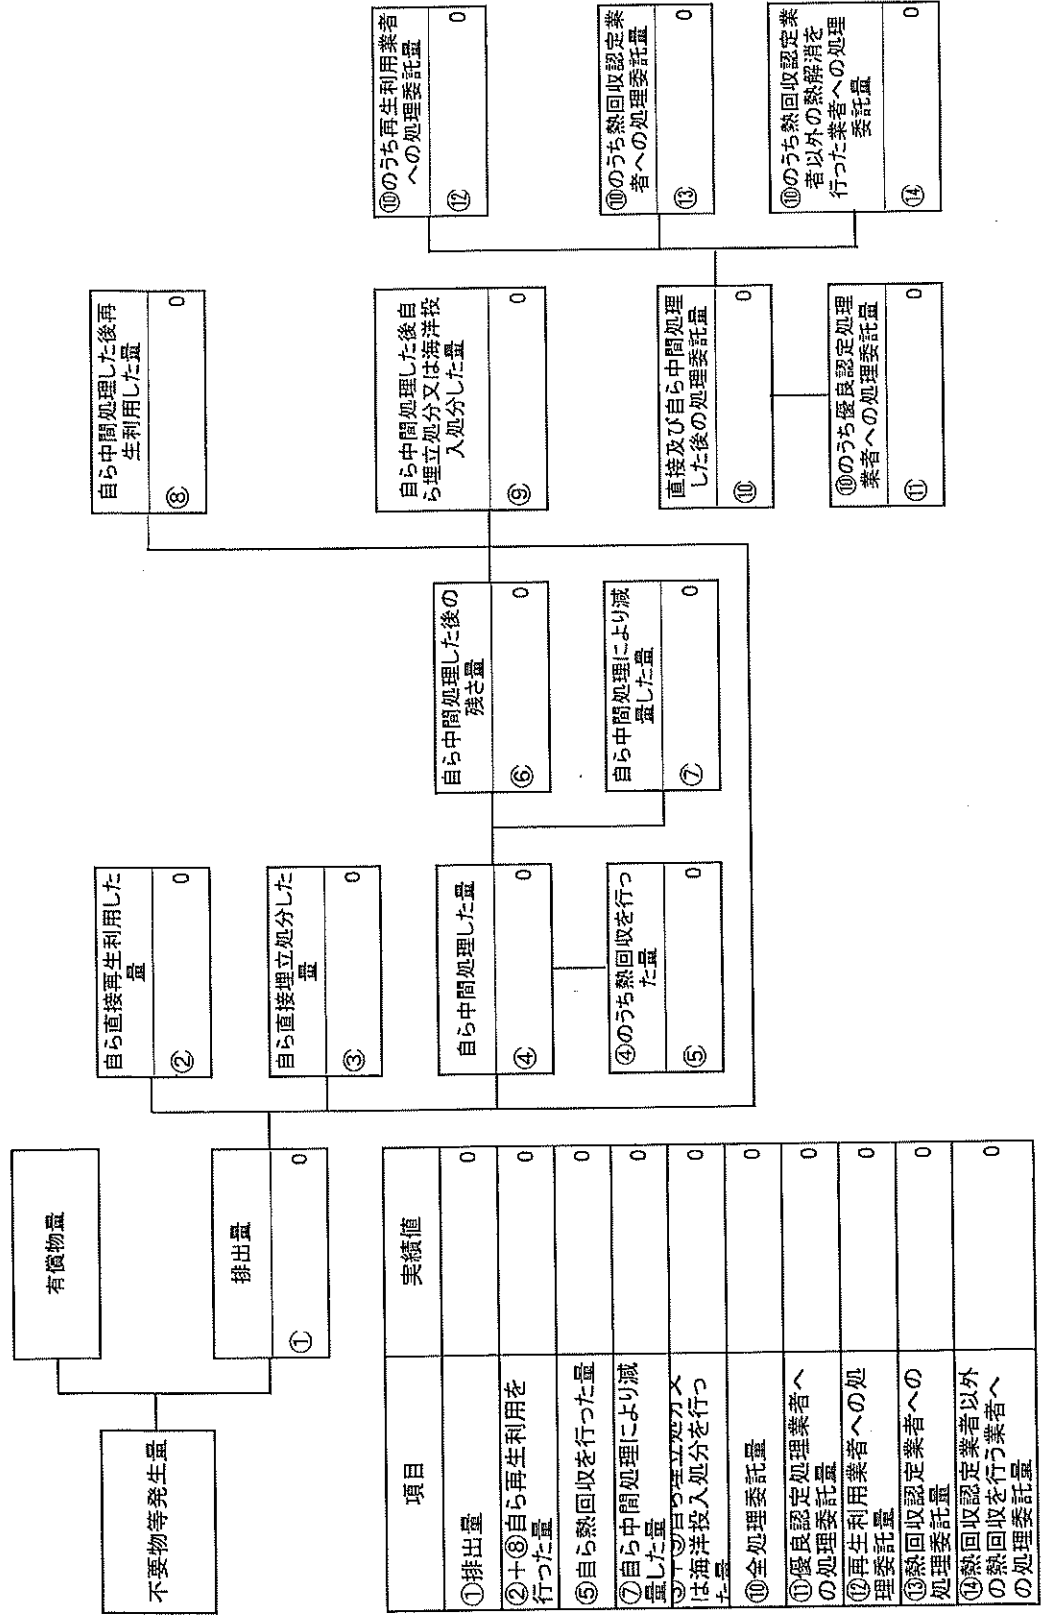 不要物等発生量
有償物量
排出量
① 0
自ら直接再生利用した
量
② 0
自ら直接埋立処分した
量
③ 0
自ら中間処理した量
④ 0
④のうち熱回収を行っ
た量
⑤ 0
自ら中間処理した後の
残さ量
⑥ 0
自ら中間処理により減
量した量
⑦ 0
自ら中間処理した後再
生利用した量
⑧ 0
自ら中間処理した後自
ら埋立処分又は海洋投
入処分した量
⑨ 0
直接及び自ら中間処理
した後の処理委託量
⑩ 0
⑩のうち優良認定処理
業者への処理委託量
⑪ 0
⑩のうち再生利用業者
への処理委託量
⑫ 0
⑩のうち熱回収認定業
者への処理委託量
⑬ 0
⑩のうち熱回収認定業
者以外の熱解消を
行った業者への処理
委託量
⑭ 0
項目 実績値
①排出量 0
②+⑧自ら再生利用を
行った量 0
⑤自ら熱回収を行った量 0
⑦自ら中間処理により減
量した量 0
③+⑨自ら埋立処分又
は海洋投入処分を行っ
た量 0
⑩全処理委託量 0
⑪優良認定処理業者へ
の処理委託量 0
⑫再生利用業者への処
理委託量 0
⑬熱回収認定業者への
処理委託量 0
⑭熱回収認定業者以外
の熱回収を行う業者へ
の処理委託量 0